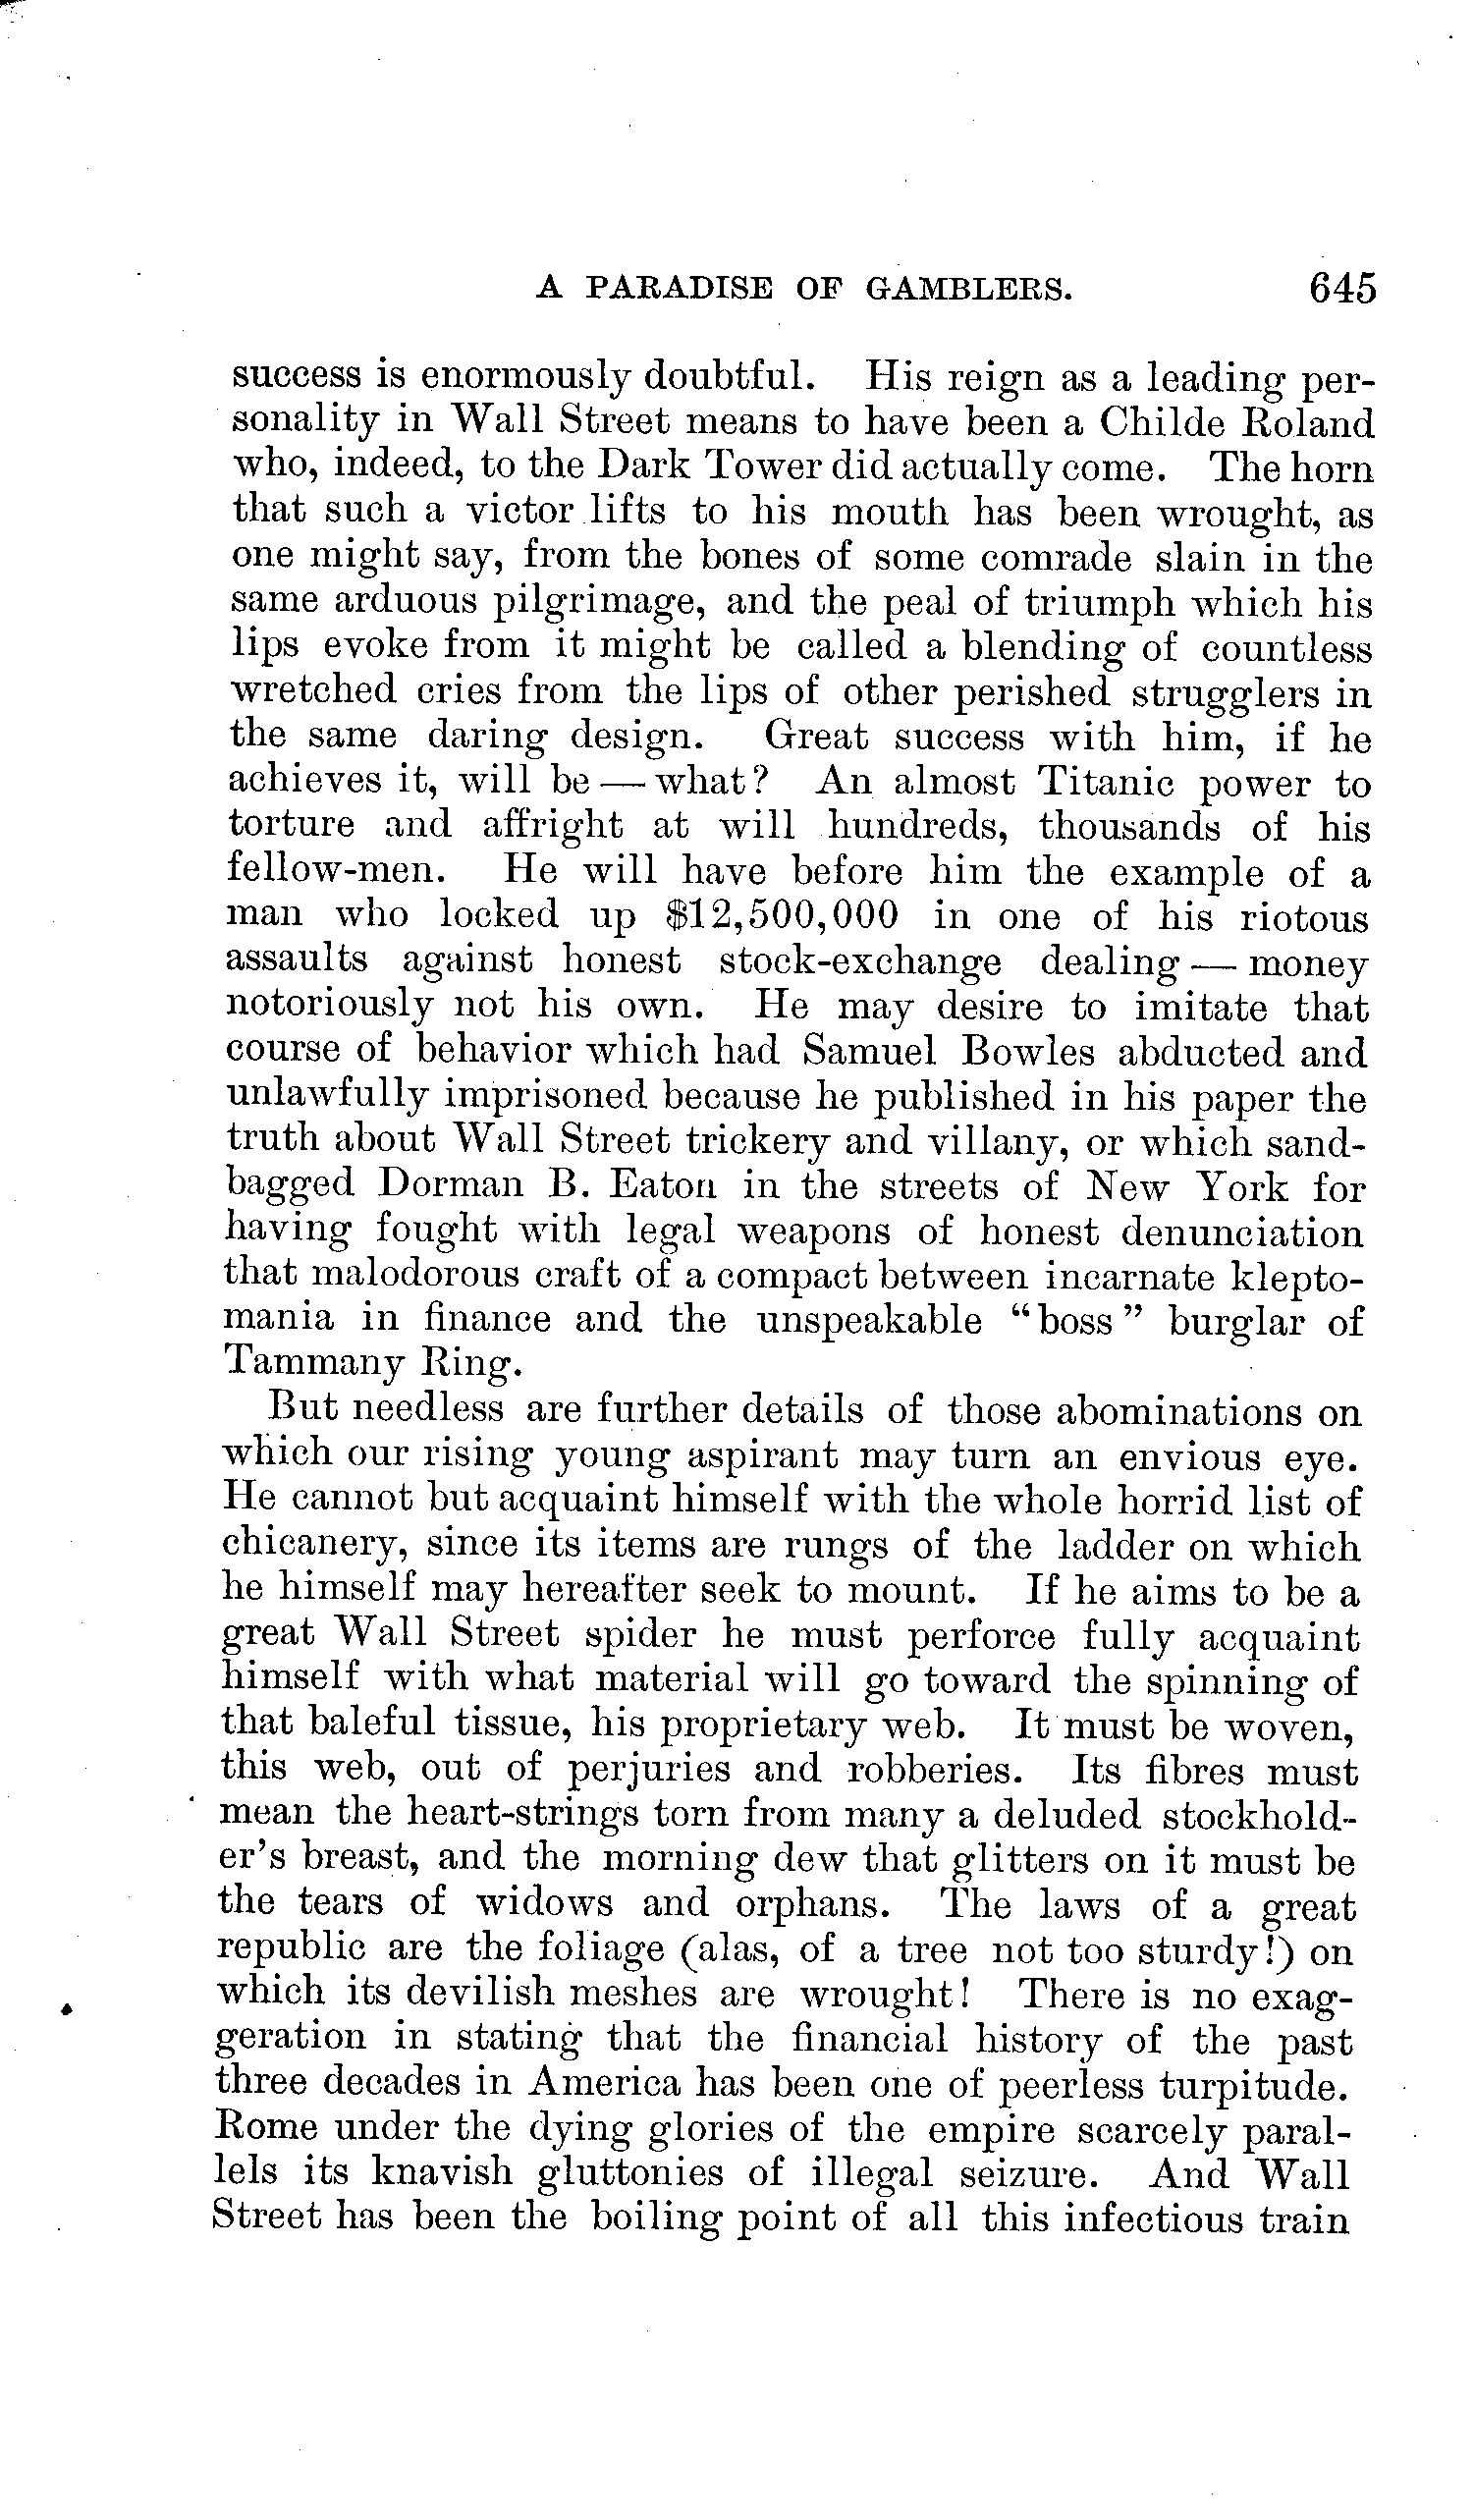 A PARADISE OF GAMBLERS. 645
success is enormously doubtful. His reign as a leading per-
sonality in Wall Street means to have been a Childe Roland
who, indeed, to the Dark Tower did actually come. The horn
that such a victor lifts to his mouth has been wrought, as
one might say, from the bones of some comrade slain in the
same arduous pilgrimage, and the peal of triumph which his
lips evoke from it might be called a blending of countless
wretched cries from the lips of other perished strugglers in
the same daring design. Great success with him, if he
achieves it, will be — what? An almost Titanic power to
torture and affright at will hundreds, thousands of his
fellow-men. He will have before him the example of a
man who locked up $12,500,000 in one of his riotous
assaults against honest stock-exchange dealing — money
notoriously not his own. He may desire to imitate that
course of behavior which had Samuel Bowles abducted and
unlawfully imprisoned because he published in his paper the
truth about Wall Street trickery and villany, or which sand-
bagged Dorman B. Eaton in the streets of New York for
having fought with legal weapons of honest denunciation
that malodorous craft of a compact between incarnate klepto-
mania in finance and the unspeakable "boss" burglar of
Tammany Ring.
But needless are further details of those abominations on
which our rising young aspirant may turn an envious eye.
He cannot but acquaint himself with the whole horrid list of
chicanery, since its items are rungs of the ladder on which
he himself may hereafter seek to mount. If he aims to be a
great Wall Street spider he must perforce fully acquaint
himself with what material will go toward the spinning of
that baleful tissue, his proprietary web. It must be woven,
this web, out of perjuries and robberies. Its fibres must
mean the heart-strings torn from many a deluded stockhold-
er's breast, and the morning dew that glitters on it must be
the tears of widows and orphans. The laws of a great
republic are the foliage (alas, of a tree not too sturdy!) on
which its devilish meshes are wrought! There is no exag-
geration in stating that the financial history of the past
three decades in America has been one of peerless turpitude.
Rome under the dying glories of the empire scarcely paral-
lels its knavish gluttonies of illegal seizure. And Wall
Street has been the boiling point of all this infectious train